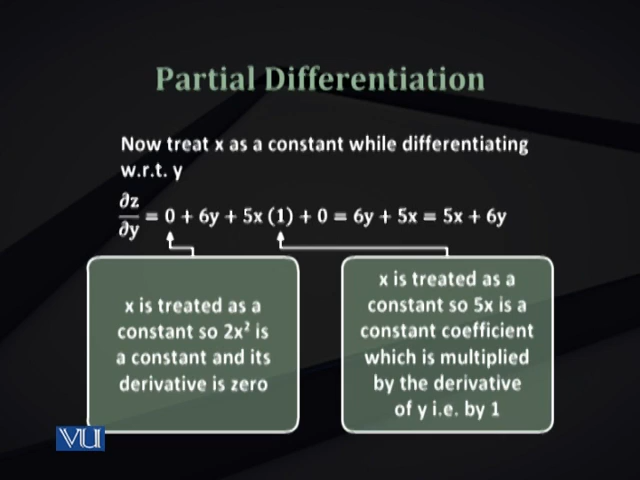 Partial Differentiation
Now treat x as a constant while differentiating
w.r.t. y
∂z/∂y = 0 + 6y + 5x (1) + 0 = 6y + 5x = 5x + 6y
x is treated as a
constant so 2x² is
a constant and its
derivative is zero
x is treated as a
constant so 5x is a
constant coefficient
which is multiplied
by the derivative
of y i.e. by 1
VU